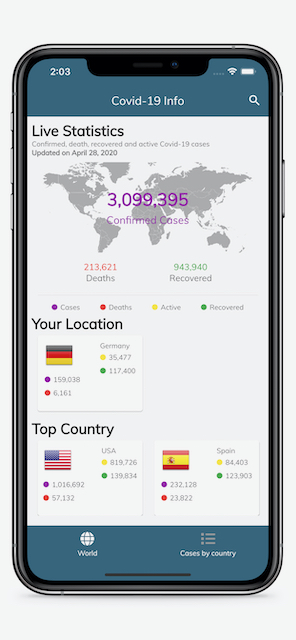 2:03
Covid-19 Info
Live Statistics
Confirmed, death, recovered and active Covid-19 cases
Updated on April 28, 2020
3,099,395
Confirmed Cases
213,621
943,940
Deaths
Recovered
Cases
Deaths
Active
Recovered
Your Location
Germany
35,477
117,400
159,038
6,161
Top Country
USA
819,726
139,834
1,016,692
57,132
Spain
84,403
123,903
232,128
23,822
World
Cases by country